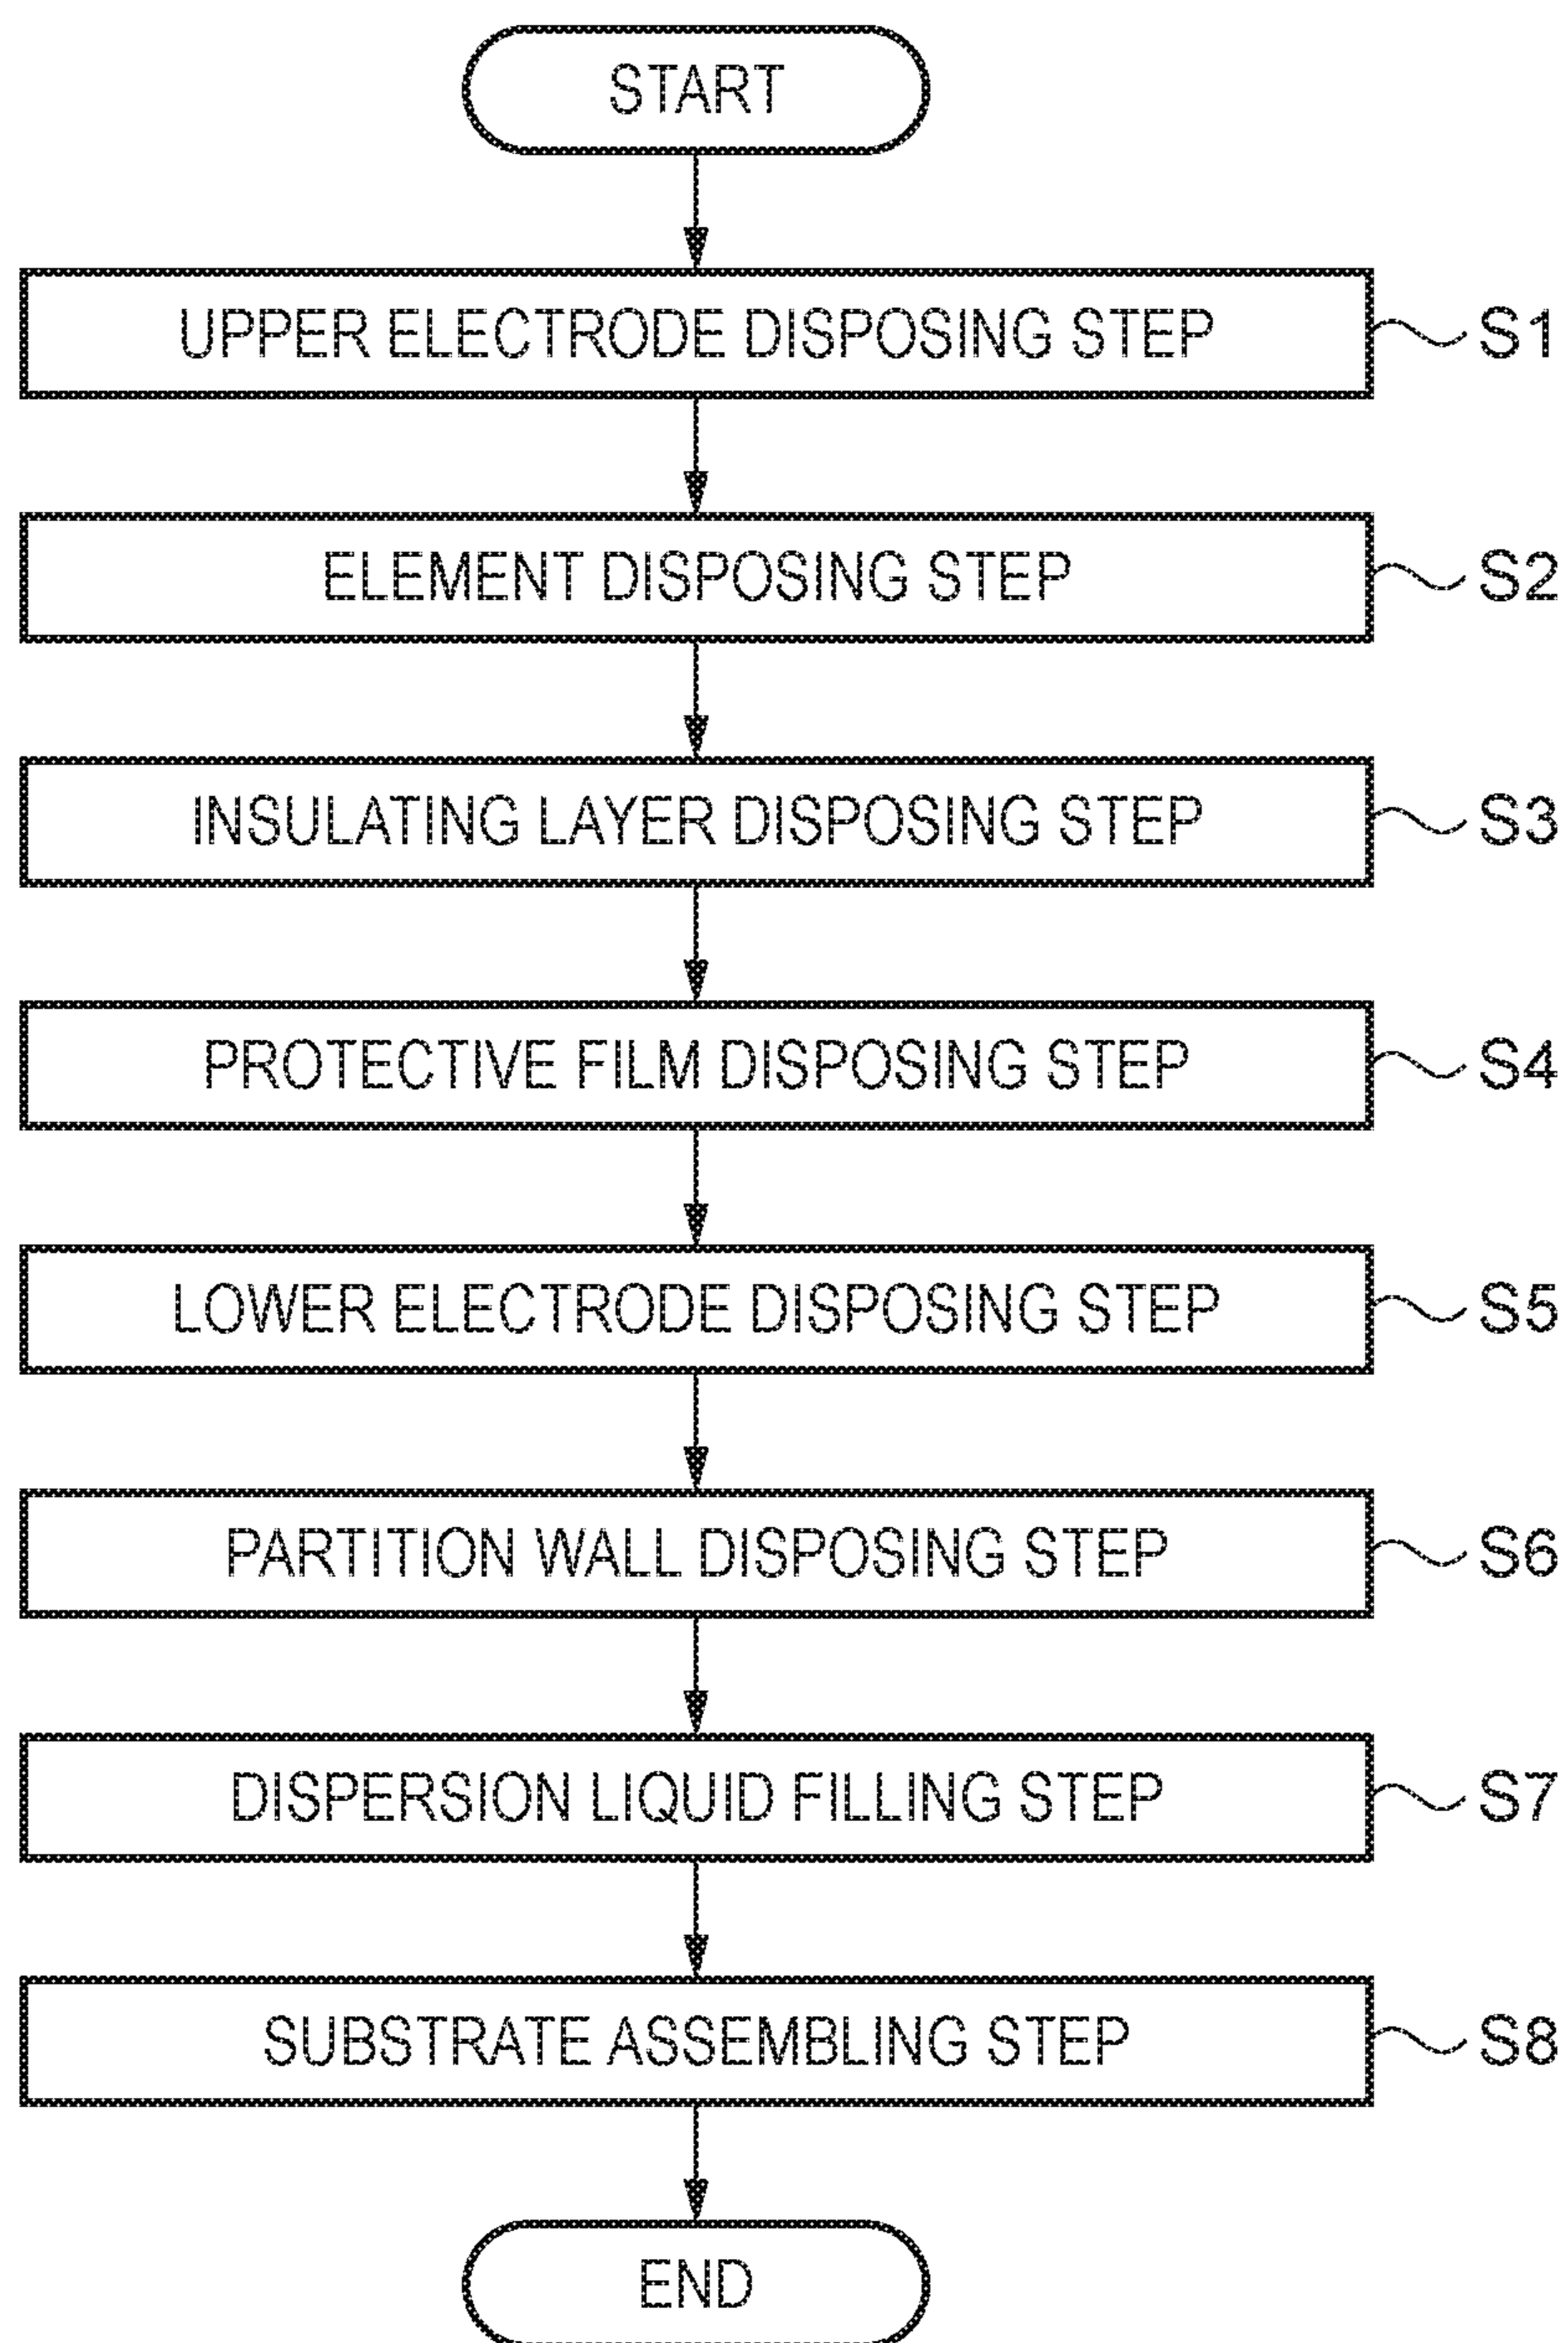 START
UPPER ELECTRODE DISPOSING STEP S1
ELEMENT DISPOSING STEP S2
INSULATING LAYER DISPOSING STEP S3
PROTECTIVE FILM DISPOSING STEP S4
LOWER ELECTRODE DISPOSING STEP S5
PARTITION WALL DISPOSING STEP S6
DISPERSION LIQUID FILLING STEP S7
SUBSTRATE ASSEMBLING STEP S8
END